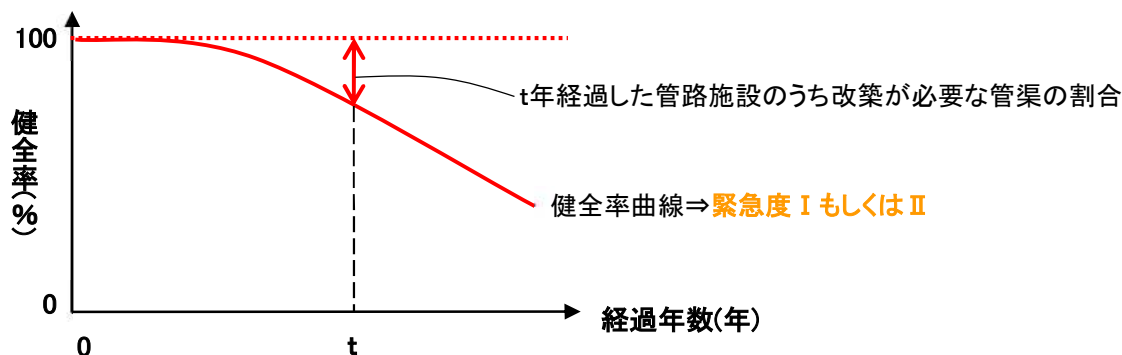 100
t年経過した管路施設のうち改築が必要な管渠の割合
健全率(%)
健全率曲線⇒緊急度Ⅰもしくは Ⅱ
0
経過年数(年)
0
t